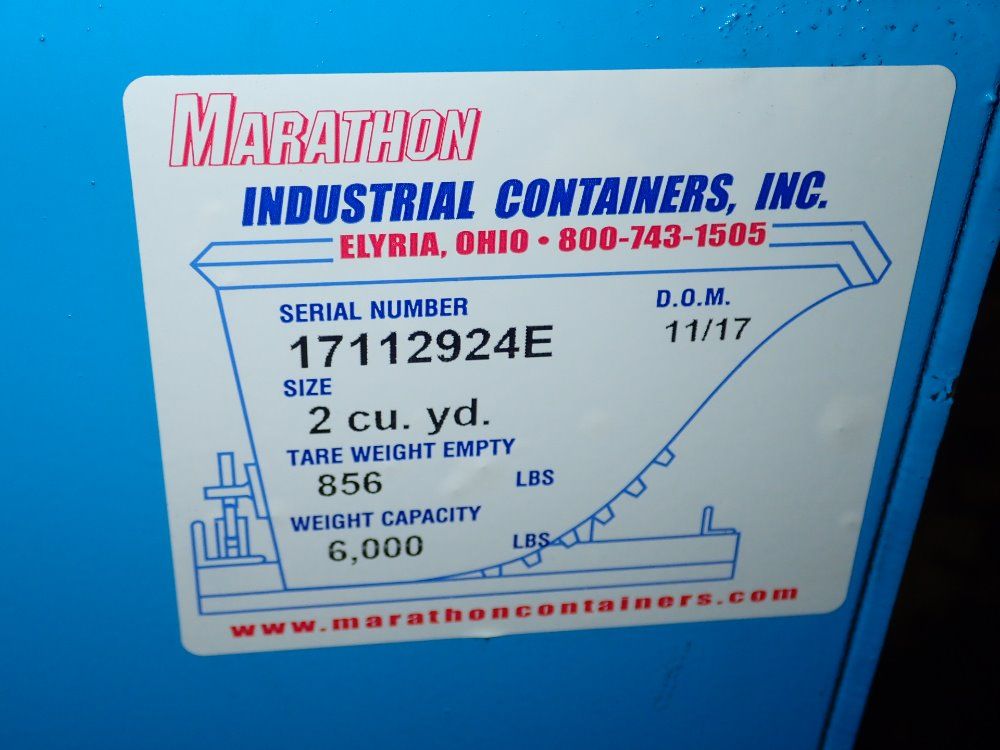 MARATHON
INDUSTRIAL CONTAINERS, INC.
ELYRIA, OHIO • 800-743-1505
SERIAL NUMBER
17112924E
D.O.M.
11/17
SIZE
2 cu. yd.
TARE WEIGHT EMPTY
856 LBS
WEIGHT CAPACITY
6,000 LBS
www.marathoncontainers.com